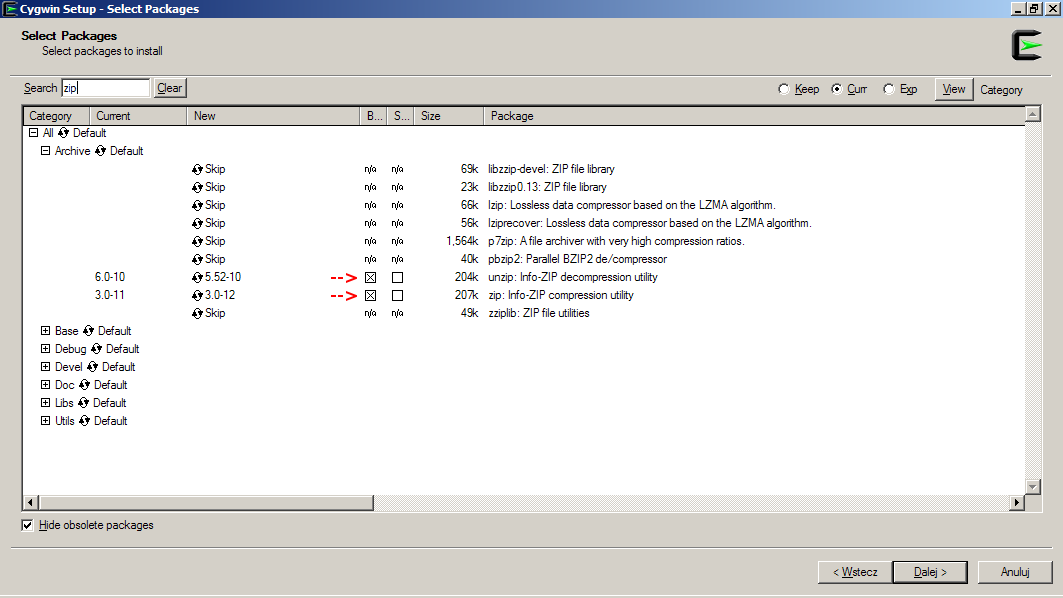 Cygwin Setup - Select Packages
Select Packages
Select packages to install
Search zip Clear Keep Curr Exp View Category
Category Current New B... S... Size Package
All Default
Archive Default
Skip n/a n/a 69k libzzip-devel: ZIP file library
Skip n/a n/a 23k libzzip0.13: ZIP file library
Skip n/a n/a 66k lzip: Lossless data compressor based on the LZMA algorithm.
Skip n/a n/a 56k lziprecover: Lossless data compressor based on the LZMA algorithm.
Skip n/a n/a 1,564k p7zip: A file archiver with very high compression ratios.
Skip n/a n/a 40k pbzip2: Parallel BZIP2 de/compressor
6.0-10 5.52-10 --> 204k unzip: Info-ZIP decompression utility
3.0-11 3.0-12 --> 207k zip: Info-ZIP compression utility
Skip n/a n/a 49k zziplib: ZIP file utilities
Base Default
Debug Default
Devel Default
Doc Default
Libs Default
Utils Default
Hide obsolete packages
< Wstecz Dalej > Anuluj